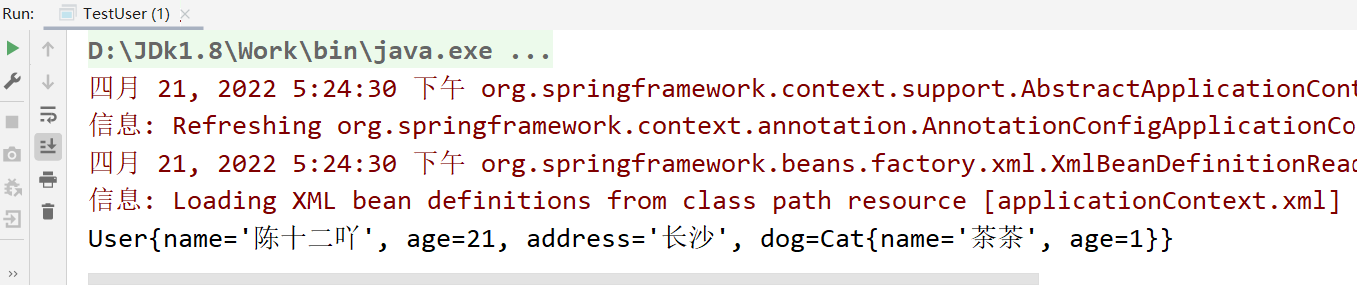 Run: TestUser (1)
D:\JDk1.8\Work\bin\java.exe ...
四月 21, 2022 5:24:30 下午 org.springframework.context.support.AbstractApplicationCont
信息: Refreshing org.springframework.context.annotation.AnnotationConfigApplicationCo
四月 21, 2022 5:24:30 下午 org.springframework.beans.factory.xml.XmlBeanDefinitionRead
信息: Loading XML bean definitions from class path resource [applicationContext.xml]
User{name='陈十二吖', age=21, address='长沙', dog=Cat{name='茶茶', age=1}}